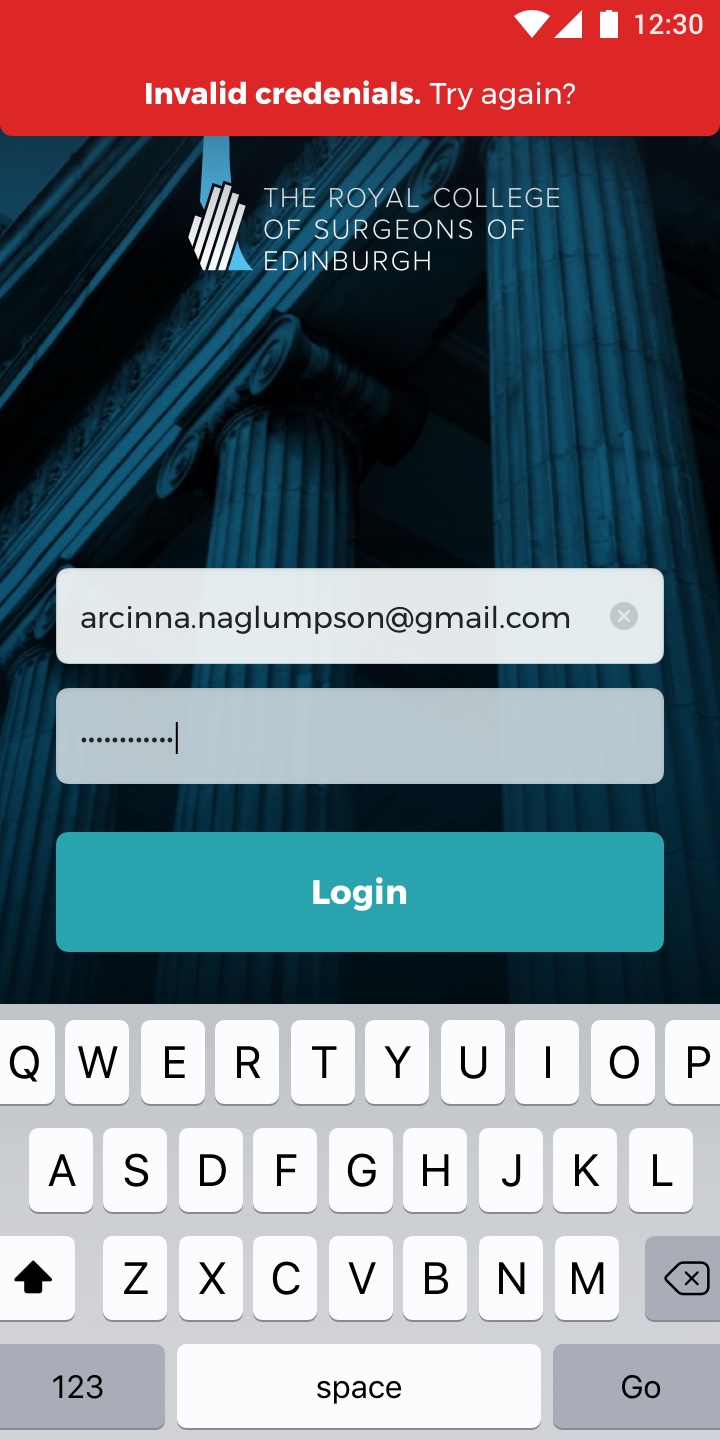 12:30
Invalid credenials. Try again?
THE ROYAL COLLEGE
OF SURGEONS OF
EDINBURGH
arcinna.naglumpson@gmail.com
••••••••••••
Login
Q W E R T Y U I O P
A S D F G H J K L
Z X C V B N M
123 space Go